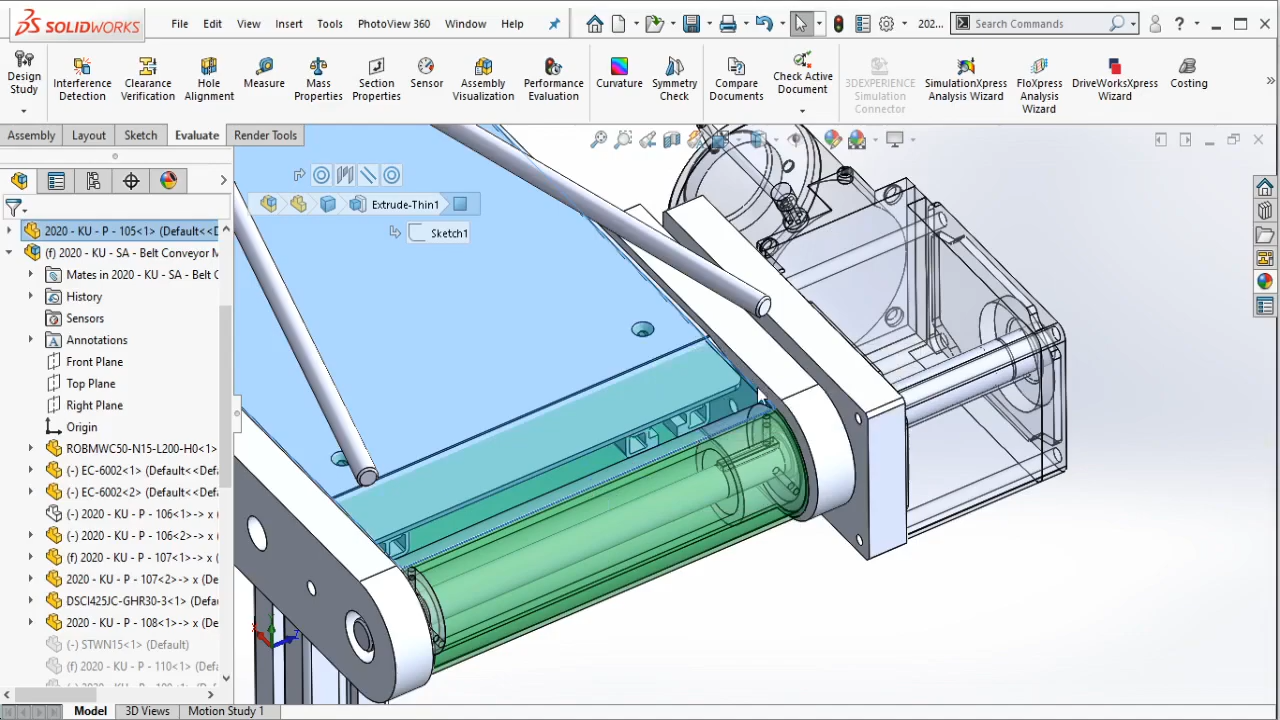 SOLIDWORKS File Edit View Insert Tools PhotoView 360 Window Help 202... Search Commands
Design Study
Interference Detection
Clearance Verification
Hole Alignment
Measure
Mass Properties
Section Properties
Sensor
Assembly Visualization
Performance Evaluation
Curvature
Symmetry Check
Compare Documents
Check Active Document
3DEXPERIENCE Simulation Connector
SimulationXpress Analysis Wizard
FloXpress Analysis Wizard
DriveWorksXpress Wizard
Costing
Assembly Layout Sketch Evaluate Render Tools
Extrude-Thin1
Sketch1
2020 - KU - P - 105<1> (Default<<D
(f) 2020 - KU - SA - Belt Conveyor M
Mates in 2020 - KU - SA - Belt C
History
Sensors
Annotations
Front Plane
Top Plane
Right Plane
Origin
ROBMWC50-N15-L200-H0<1>
(-) EC-6002<1> (Default<<Def
(-) EC-6002<2> (Default<<Def
(-) 2020 - KU - P - 106<1>-> x (
(-) 2020 - KU - P - 106<2>-> x (
(f) 2020 - KU - P - 107<1>-> x (
2020 - KU - P - 107<2>-> x (De
DSCI425JC-GHR30-3<1> (Defau
2020 - KU - P - 108<1>-> x (De
(-) STWN15<1> (Default)
(f) 2020 - KU - P - 110<1> (Defa
Model 3D Views Motion Study 1